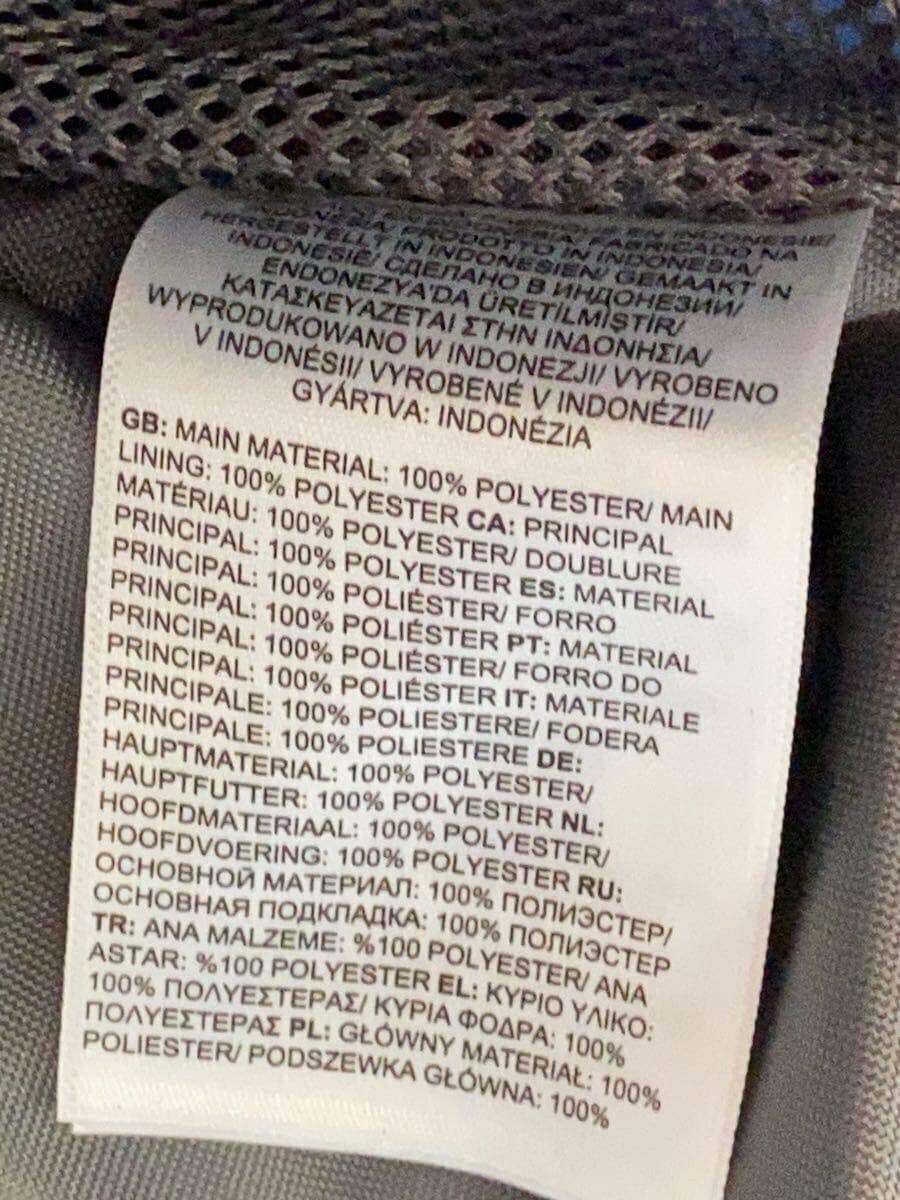 INDONESIE/
INDONESIA/ PRODOTTO IN INDONESIA/ FABRICADO NA
HERGESTELLT IN INDONESIEN/ GEMAAKT IN
INDONESIË/ СДЕЛАНО В ИНДОНЕЗИИ/
ENDONEZYA'DA ÜRETİLMİŞTİR/
ΚΑΤΑΣΚΕΥΑΖΕΤΑΙ ΣΤΗΝ ΙΝΔΟΝΗΣΙΑ/
WYPRODUKOWANO W INDONEZJI/ VYROBENO
V INDONÉSII/ VYROBENÉ V INDONÉZII/
GYÁRTVA: INDONÉZIA
GB: MAIN MATERIAL: 100% POLYESTER/ MAIN
LINING: 100% POLYESTER CA: PRINCIPAL
MATÉRIAU: 100% POLYESTER/ DOUBLURE
PRINCIPAL: 100% POLYESTER ES: MATERIAL
PRINCIPAL: 100% POLIÉSTER/ FORRO
PRINCIPAL: 100% POLIÉSTER PT: MATERIAL
PRINCIPAL: 100% POLIÉSTER/ FORRO DO
PRINCIPAL: 100% POLIÉSTER IT: MATERIALE
PRINCIPALE: 100% POLIESTERE/ FODERA
PRINCIPALE: 100% POLIESTERE DE:
HAUPTMATERIAL: 100% POLYESTER/
HAUPTFUTTER: 100% POLYESTER NL:
HOOFDMATERIAAL: 100% POLYESTER/
HOOFDVOERING: 100% POLYESTER RU:
ОСНОВНОЙ МАТЕРИАЛ: 100% ПОЛИЭСТЕР/
ОСНОВНАЯ ПОДКЛАДКА: 100% ПОЛИЭСТЕР
TR: ANA MALZEME: %100 POLYESTER/ ANA
ASTAR: %100 POLYESTER EL: ΚΥΡΙΟ ΥΛΙΚΟ:
100% ΠΟΛΥΕΣΤΕΡΑΣ/ ΚΥΡΙΑ ΦΟΔΡΑ: 100%
ΠΟΛΥΕΣΤΕΡΑΣ PL: GŁÓWNY MATERIAŁ: 100%
POLIESTER/ PODSZEWKA GŁÓWNA: 100%